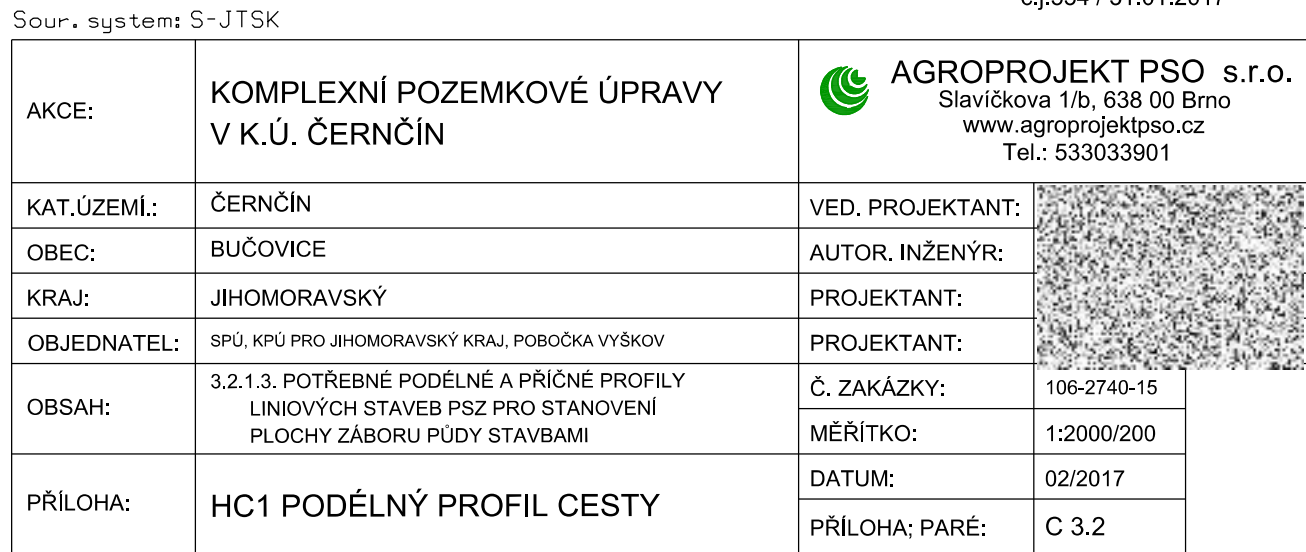 Sour. system: S-JTSK
AKCE:
KOMPLEXNÍ POZEMKOVÉ ÚPRAVY
V K.Ú. ČERNČÍN
AGROPROJEKT PSO s.r.o.
Slavíčkova 1/b, 638 00 Brno
www.agroprojektpso.cz
Tel.: 533033901
KAT.ÚZEMÍ.: ČERNČÍN
VED. PROJEKTANT:
OBEC: BUČOVICE
AUTOR. INŽENÝR:
KRAJ: JIHOMORAVSKÝ
PROJEKTANT:
OBJEDNATEL: SPÚ, KPÚ PRO JIHOMORAVSKÝ KRAJ, POBOČKA VYŠKOV
PROJEKTANT:
OBSAH:
3.2.1.3. POTŘEBNÉ PODÉLNÉ A PŘÍČNÉ PROFILY
LINIOVÝCH STAVEB PSZ PRO STANOVENÍ
PLOCHY ZÁBORU PŮDY STAVBAMI
Č. ZAKÁZKY: 106-2740-15
MĚŘÍTKO: 1:2000/200
PŘÍLOHA: HC1 PODÉLNÝ PROFIL CESTY
DATUM: 02/2017
PŘÍLOHA; PARÉ: C 3.2